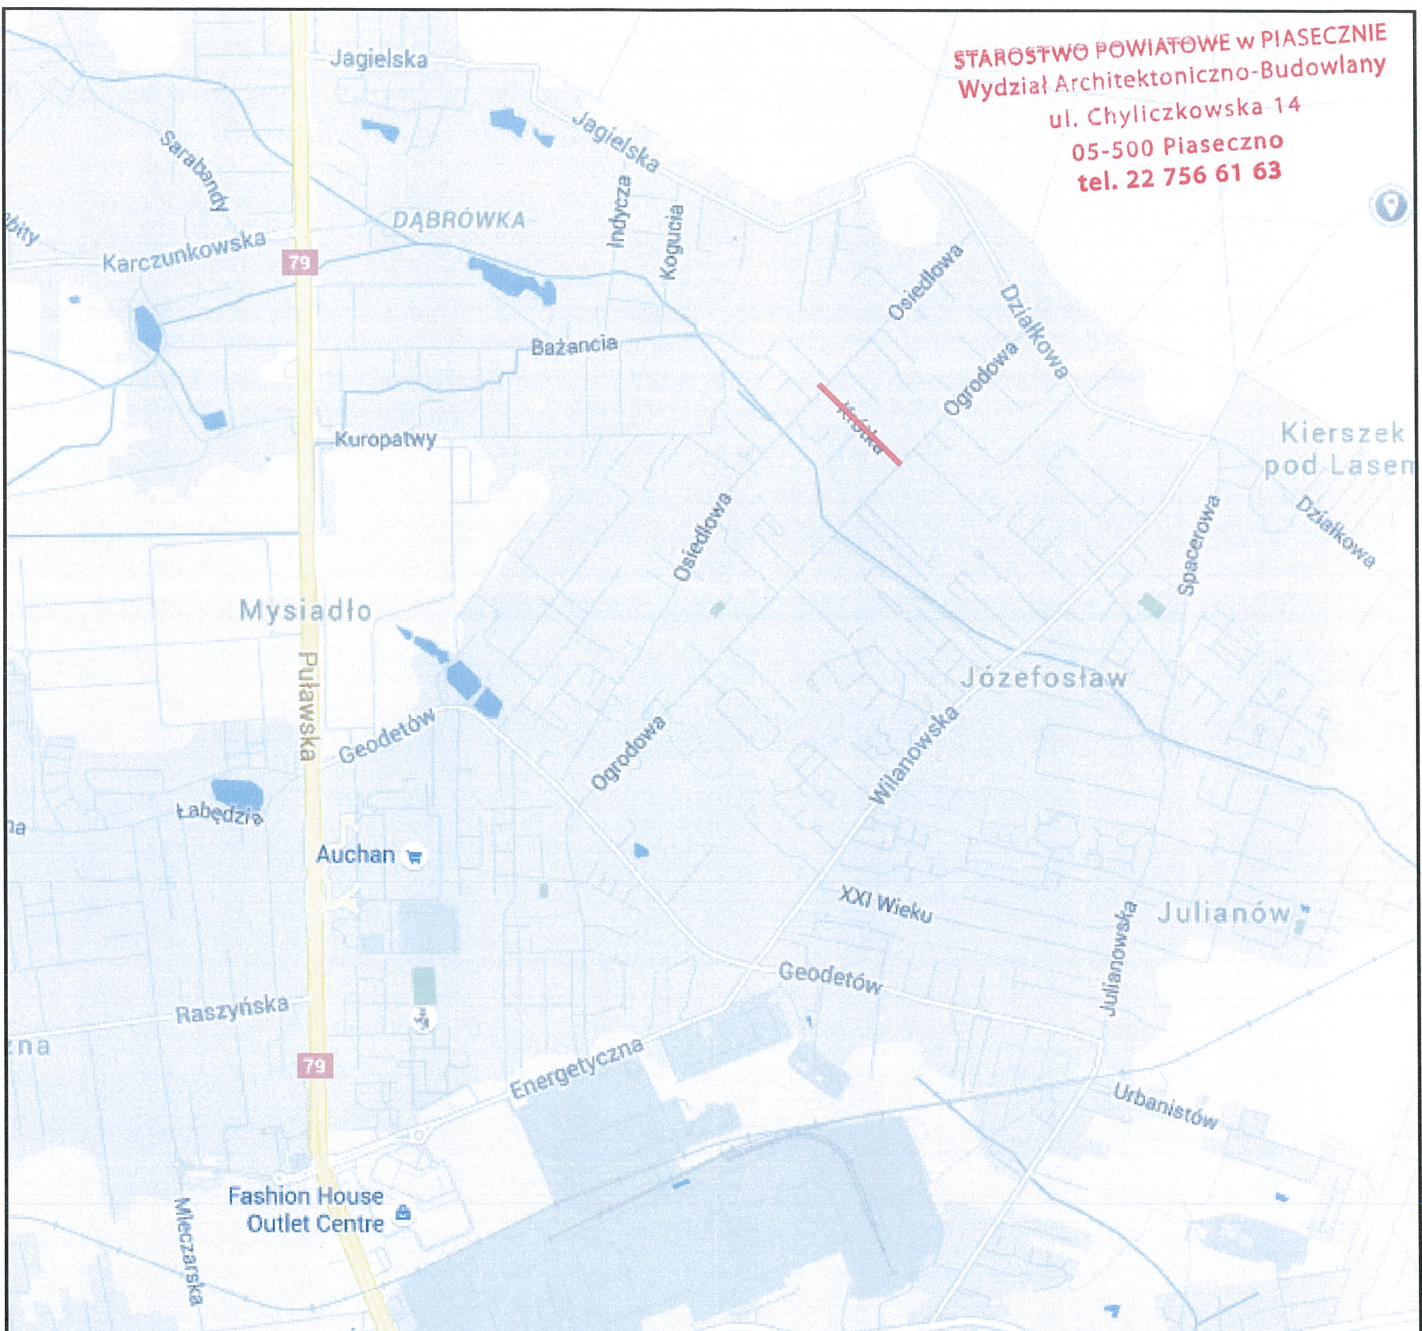 STAROSTWO POWIATOWE w PIASECZNIE
Wydział Architektoniczno-Budowlany
ul. Chyliczkowska 14
05-500 Piaseczno
tel. 22 756 61 63
Jagielska
Jagielska
Sarabandy
Indycza
Kogucia
DĄBRÓWKA
Karczunkowska
79
Osiedlowa
Działkowa
Bażancia
Ogrodowa
Krótka
Kuropatwy
Kierszek
pod Lasem
Działkowa
Osiedlowa
Spacerowa
Mysiadło
Józefosław
Puławska
Geodetów
Ogrodowa
Wilanowska
Łabędzia
Auchan
XXI Wieku
Julianów
Julianowska
Geodetów
Raszyńska
79
Energetyczna
Urbanistów
Fashion House
Outlet Centre
Mleczarska